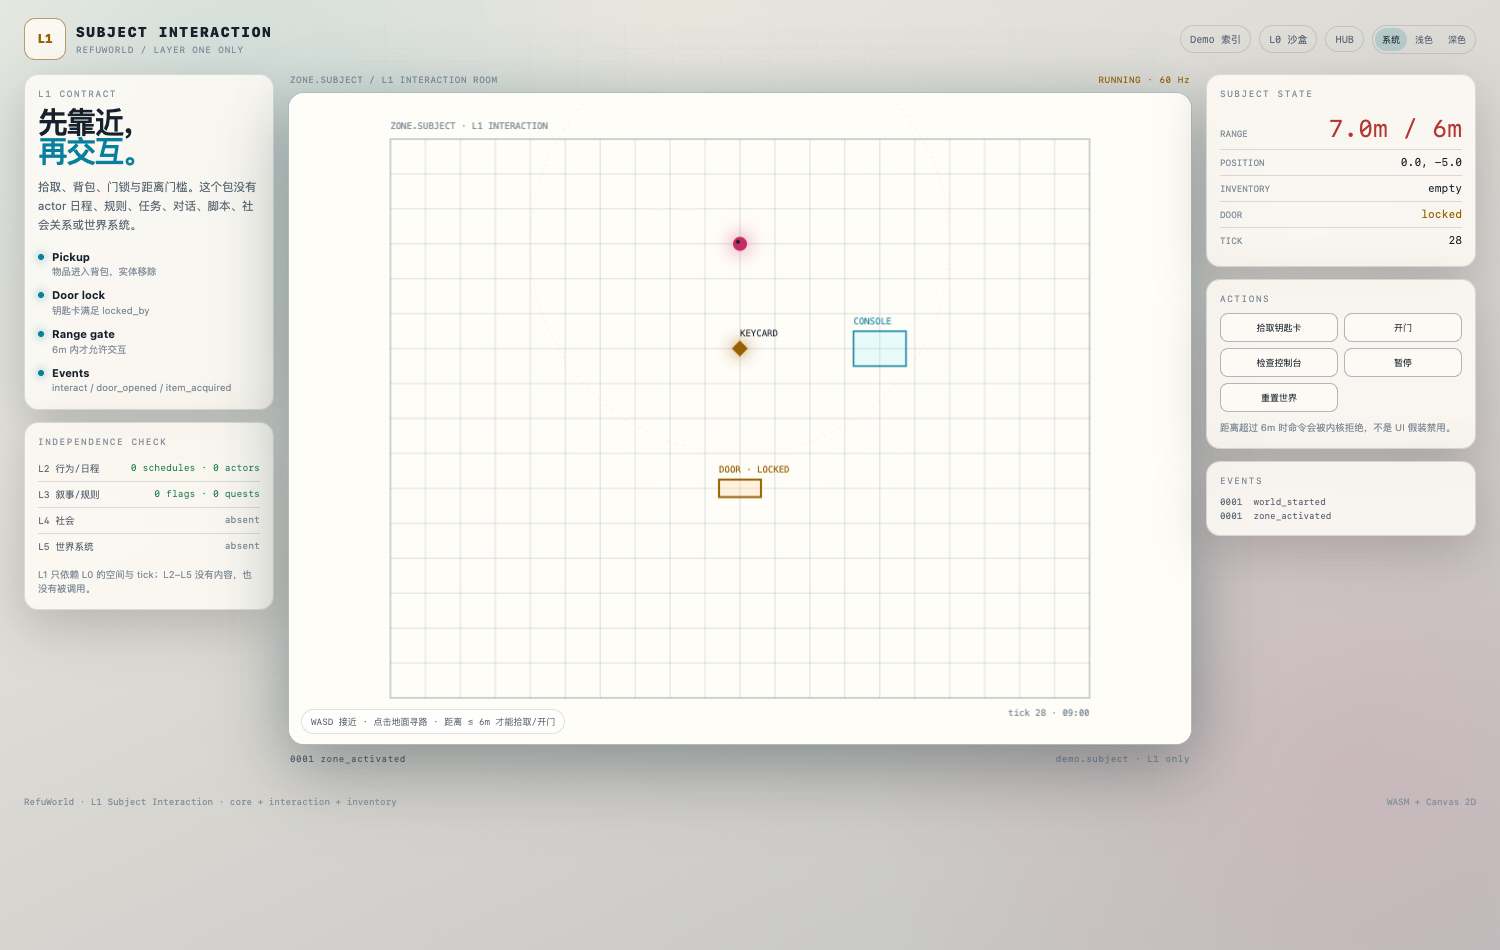 L1
SUBJECT INTERACTION
REFUWORLD / LAYER ONE ONLY
Demo 索引
L0 沙盒
HUB
系统
浅色
深色
L1 CONTRACT
先靠近,
再交互。
拾取、背包、门锁与距离门槛。这个包没有
actor 日程、规则、任务、对话、脚本、社
会关系或世界系统。
Pickup
物品进入背包，实体移除
Door lock
钥匙卡满足 locked_by
Range gate
6m 内才允许交互
Events
interact / door_opened / item_acquired
INDEPENDENCE CHECK
L2 行为/日程 0 schedules · 0 actors
L3 叙事/规则 0 flags · 0 quests
L4 社会 absent
L5 世界系统 absent
L1 只依赖 L0 的空间与 tick；L2–L5 没有内容，也
没有被调用。
ZONE.SUBJECT / L1 INTERACTION ROOM
RUNNING · 60 Hz
ZONE.SUBJECT · L1 INTERACTION
KEYCARD
CONSOLE
DOOR · LOCKED
WASD 接近 · 点击地面寻路 · 距离 ≤ 6m 才能拾取/开门
tick 28 · 09:00
0001 zone_activated
demo.subject · L1 only
SUBJECT STATE
RANGE 7.0m / 6m
POSITION 0.0, −5.0
INVENTORY empty
DOOR locked
TICK 28
ACTIONS
拾取钥匙卡
开门
检查控制台
暂停
重置世界
距离超过 6m 时命令会被内核拒绝，不是 UI 假装禁用。
EVENTS
0001 world_started
0001 zone_activated
RefuWorld · L1 Subject Interaction · core + interaction + inventory
WASM + Canvas 2D